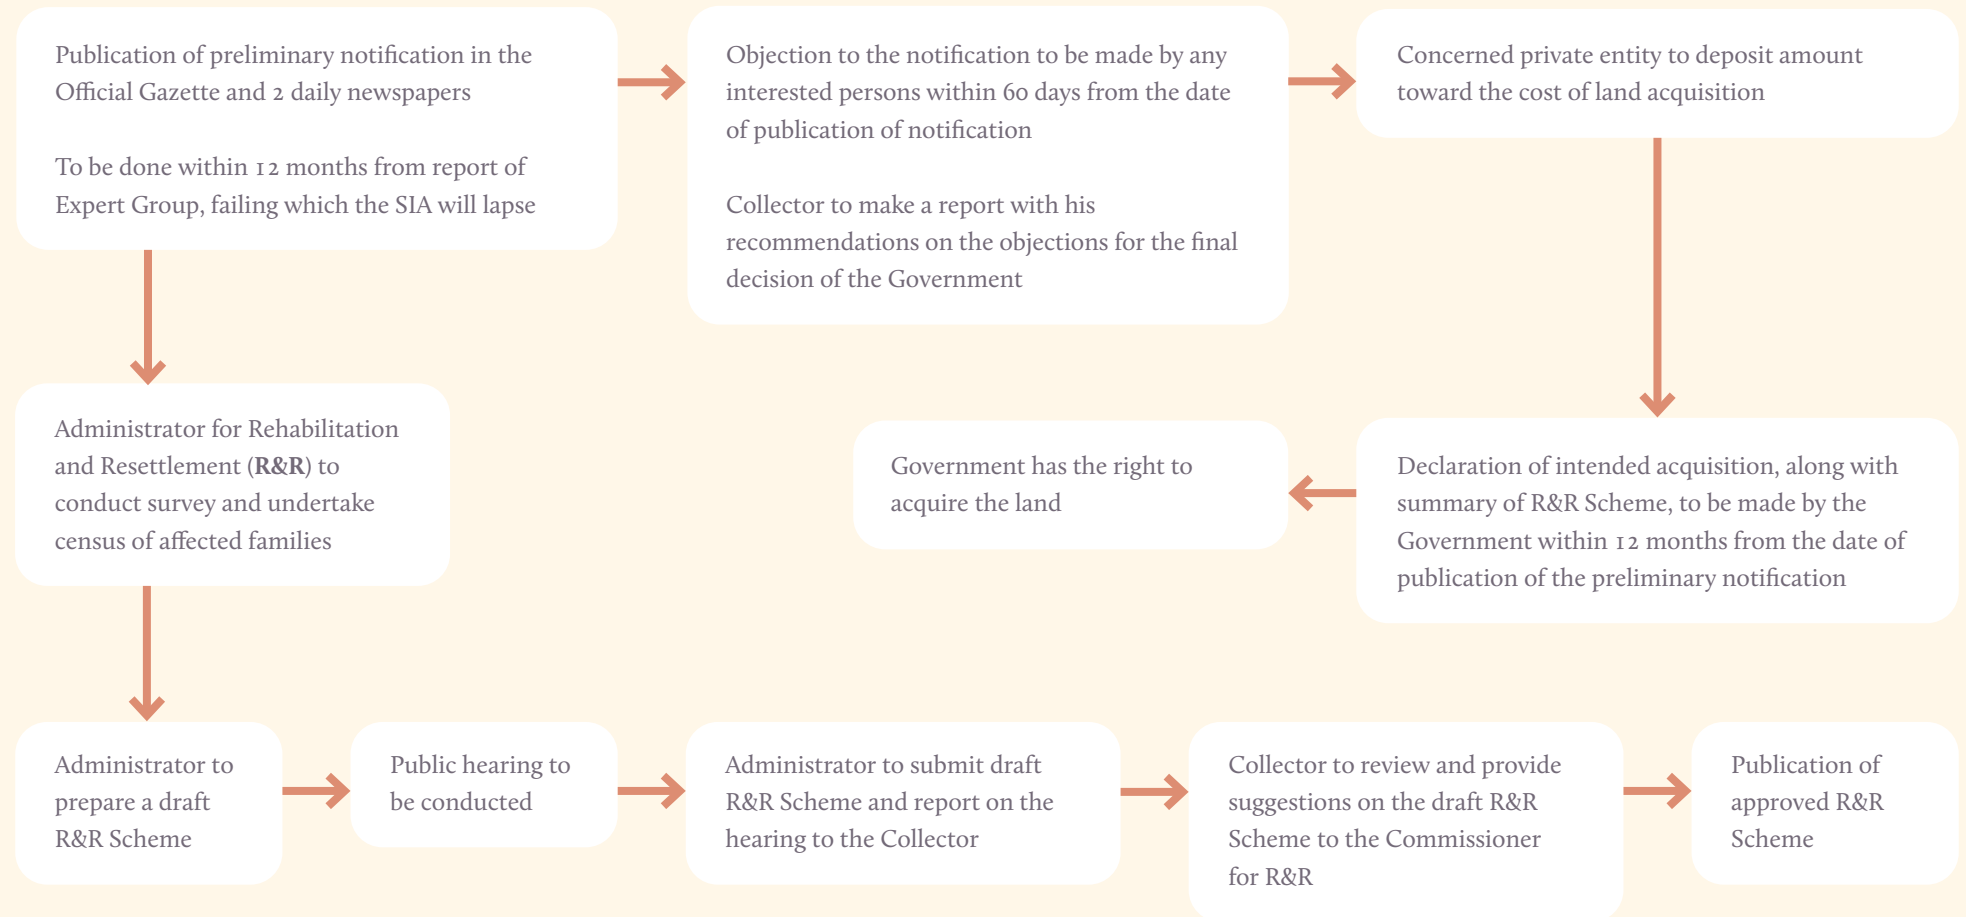 Publication of preliminary notification in the
Official Gazette and 2 daily newspapers
To be done within 12 months from report of
Expert Group, failing which the SIA will lapse
Objection to the notification to be made by any
interested persons within 60 days from the date
of publication of notification
Collector to make a report with his
recommendations on the objections for the final
decision of the Government
Concerned private entity to deposit amount
toward the cost of land acquisition
Administrator for Rehabilitation
and Resettlement (R&R) to
conduct survey and undertake
census of affected families
Government has the right to
acquire the land
Declaration of intended acquisition, along with
summary of R&R Scheme, to be made by the
Government within 12 months from the date of
publication of the preliminary notification
Administrator to
prepare a draft
R&R Scheme
Public hearing to
be conducted
Administrator to submit draft
R&R Scheme and report on the
hearing to the Collector
Collector to review and provide
suggestions on the draft R&R
Scheme to the Commissioner
for R&R
Publication of
approved R&R
Scheme